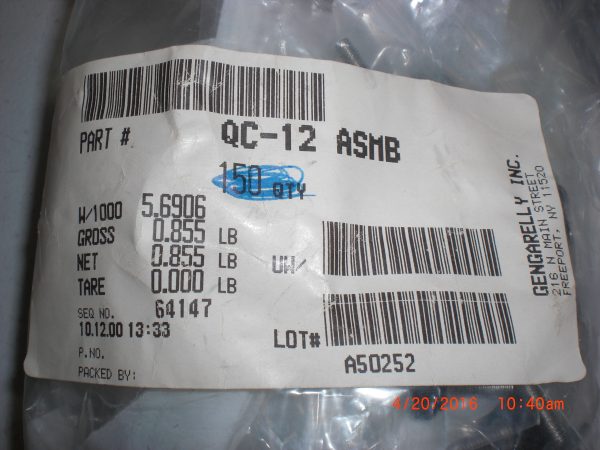 PART # QC-12 ASMB
150 QTY
W/1000 5.6906
GROSS 0.855 LB
NET 0.855 LB
TARE 0.000 LB
SEQ NO. 64147
10.12.00 13:33
P.NO.
PACKED BY:
UW/
LOT#
A50252
GENGARELLY INC.
216 N MAIN STREET
FREEPORT, NY 11520
4/20/2016 10:40am